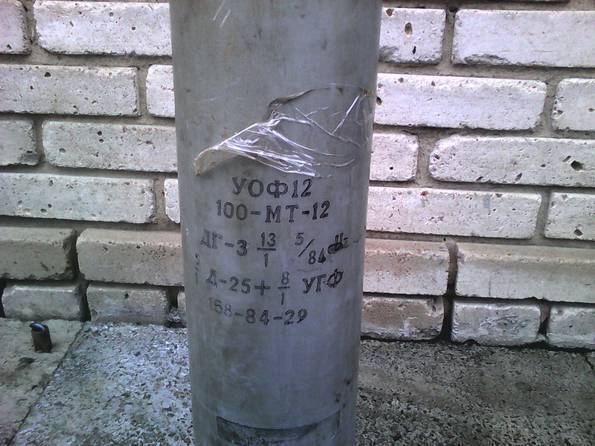 УОФ12
100-МТ-12
ДГ-3 13/1 5/84
Д-25+ 8/1 УГФ
168-84-29